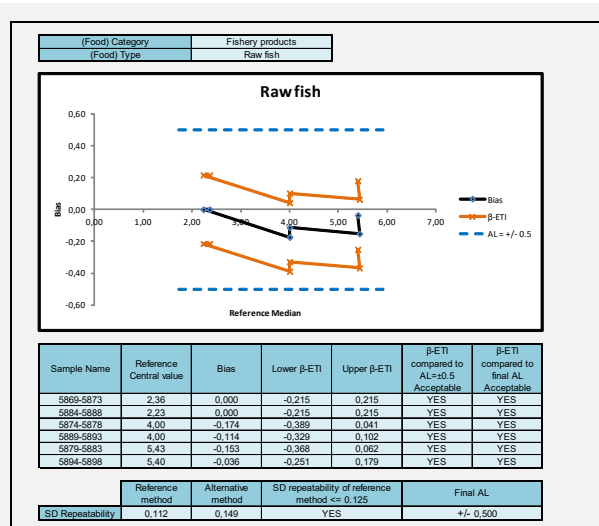 (Food) Category Fishery products
(Food) Type Raw fish
Raw fish
0,60
0,40
0,20
0,00
-0,20
-0,40
-0,60
0,00 1,00 2,00 3,00 4,00 5,00 6,00 7,00
Bias
Reference Median
Bias
β-ETI
AL = +/- 0.5
Sample Name Reference Central value Bias Lower β-ETI Upper β-ETI β-ETI compared to AL=±0.5 Acceptable β-ETI compared to final AL Acceptable
5869-5873 2,36 0,000 -0,215 0,215 YES YES
5884-5888 2,23 0,000 -0,215 0,215 YES YES
5874-5878 4,00 -0,174 -0,389 0,041 YES YES
5889-5893 4,00 -0,114 -0,329 0,102 YES YES
5879-5883 5,43 -0,153 -0,368 0,062 YES YES
5894-5898 5,40 -0,036 -0,251 0,179 YES YES
Reference method Alternative method SD repeatability of reference method <= 0.125 Final AL
SD Repeatability 0,112 0,149 YES +/- 0,500